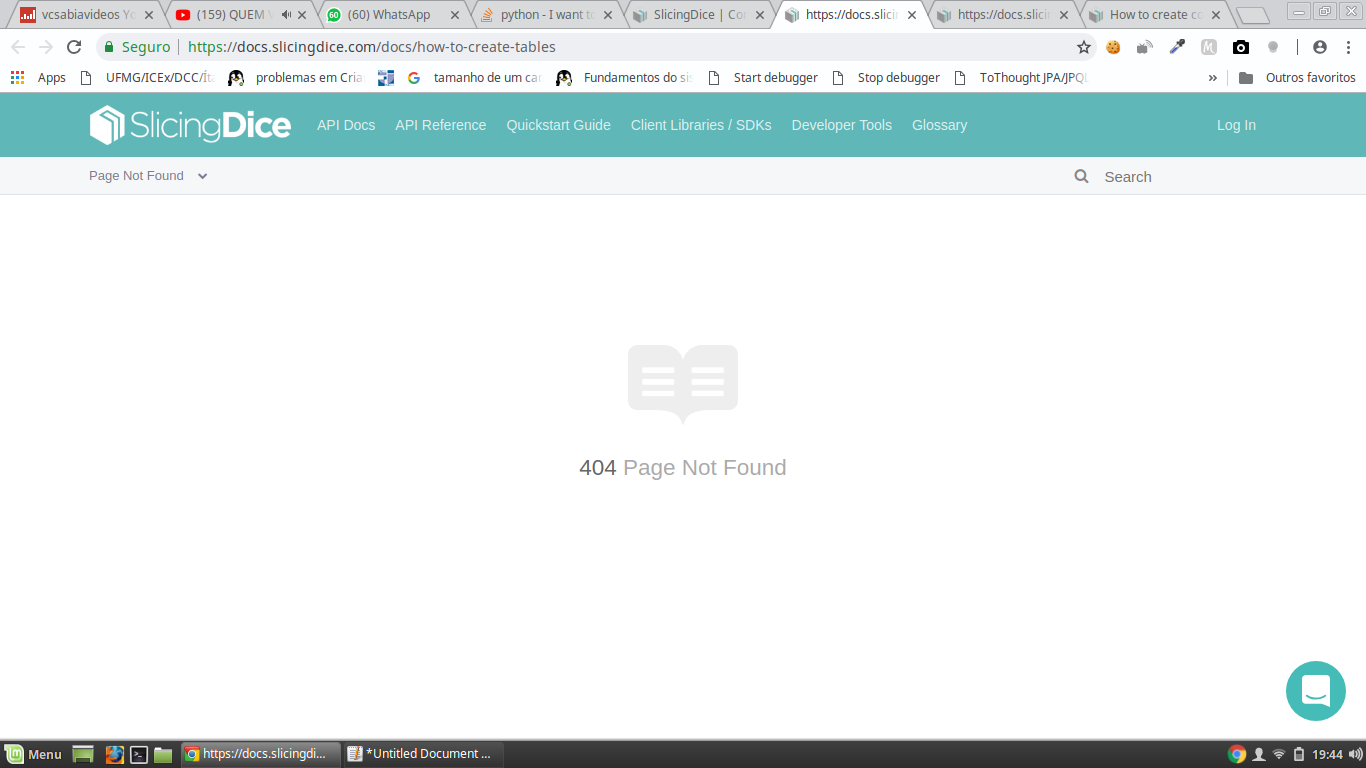 vcsabiavideos Yo
(159) QUEM
(60) WhatsApp
python - I want to
SlicingDice | Co
https://docs.slici
https://docs.slici
How to create co
Seguro https://docs.slicingdice.com/docs/how-to-create-tables
Apps
UFMG/ICEx/DCC/Íta
problemas em Cria
tamanho de um car
Fundamentos do sis
Start debugger
Stop debugger
ToThought JPA/JPQL
»
Outros favoritos
SlicingDice
API Docs
API Reference
Quickstart Guide
Client Libraries / SDKs
Developer Tools
Glossary
Log In
Page Not Found
Search
404 Page Not Found
Menu
https://docs.slicingdi...
*Untitled Document ...
19:44